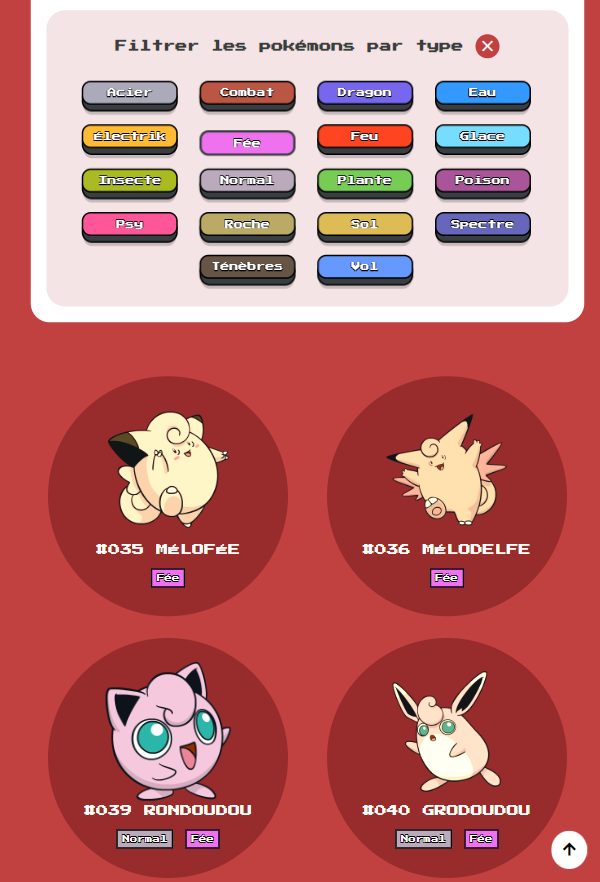 Filtrer les pokémons par type
Acier Combat Dragon Eau
Électrik Fée Feu Glace
Insecte Normal Plante Poison
Psy Roche Sol Spectre
Ténèbres Vol
#035 MéLOFéE #036 MéLODELFE
Fée Fée
#039 RONDOUDOU #040 GRODOUDOU
Normal Fée Normal Fée